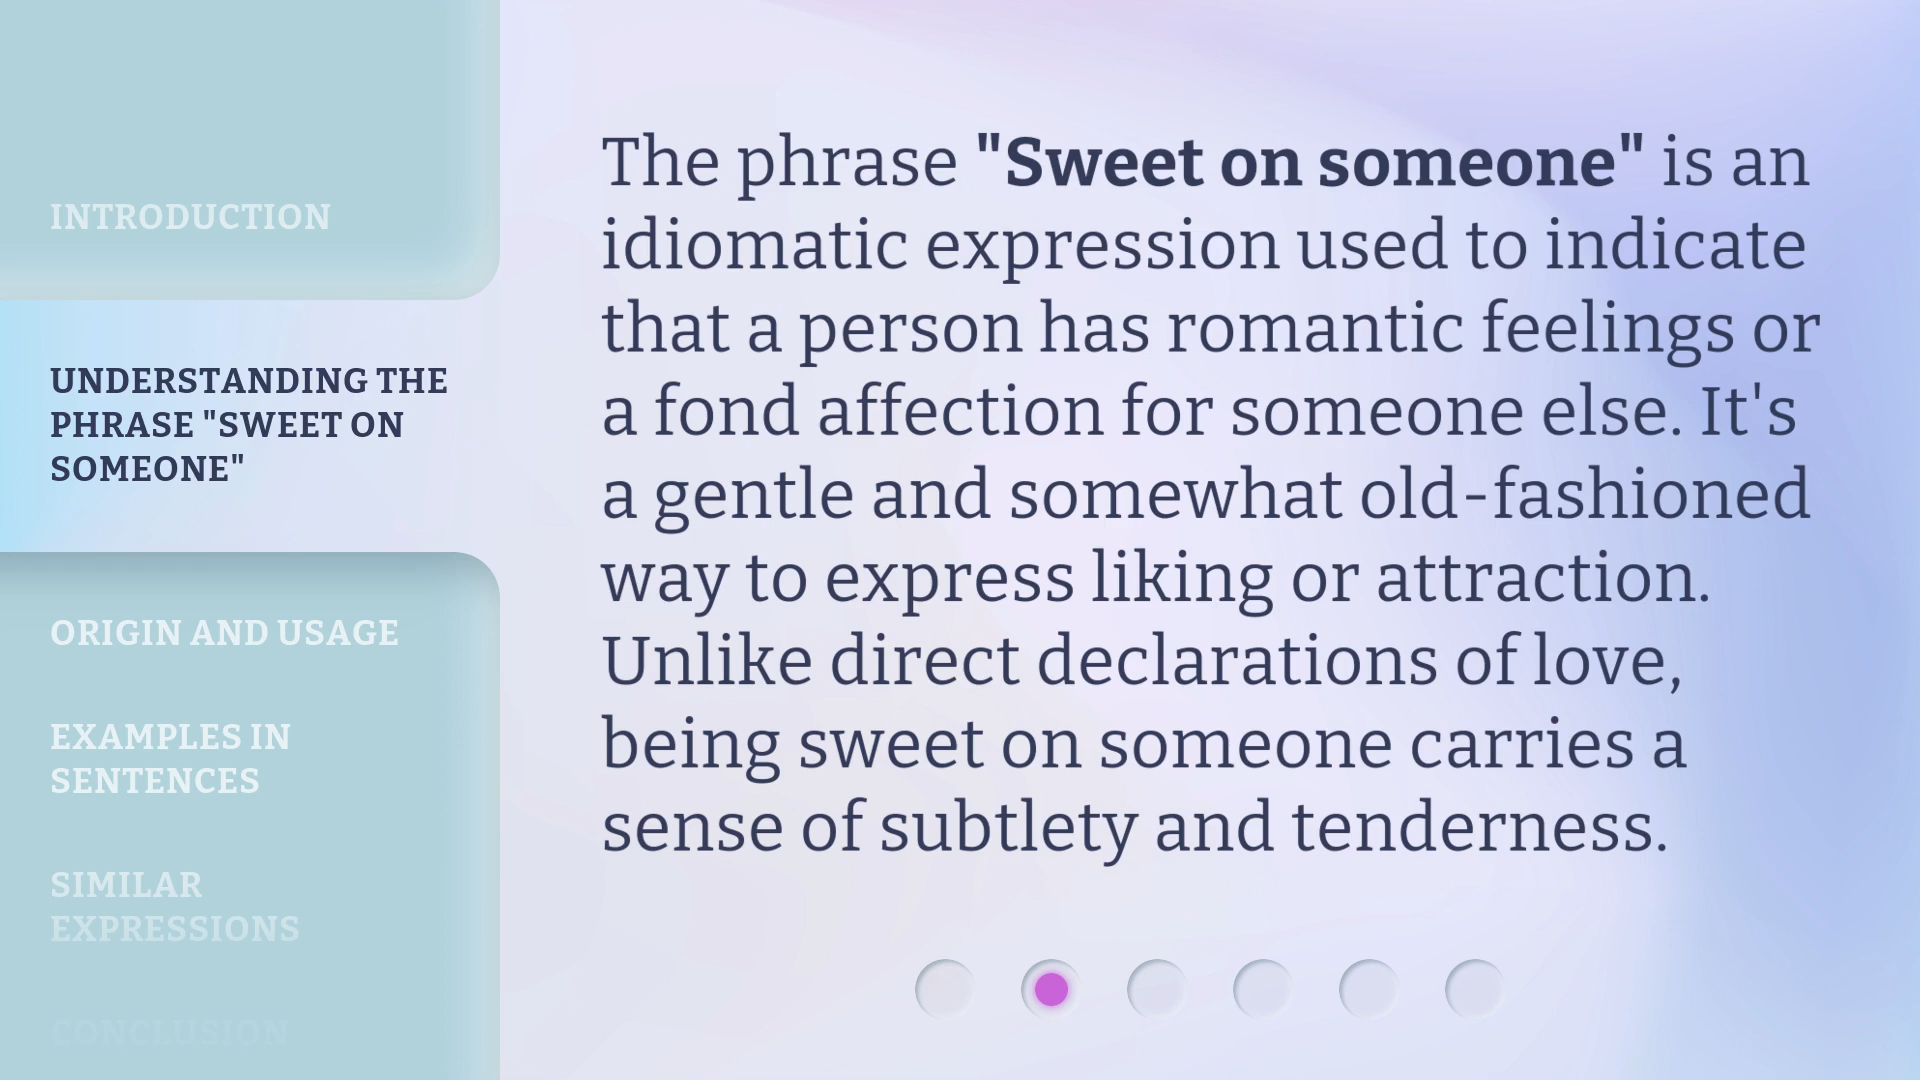 INTRODUCTION
UNDERSTANDING THE
PHRASE "SWEET ON
SOMEONE"
ORIGIN AND USAGE
EXAMPLES IN
SENTENCES
SIMILAR
EXPRESSIONS
CONCLUSION
The phrase "Sweet on someone" is an
idiomatic expression used to indicate
that a person has romantic feelings or
a fond affection for someone else. It's
a gentle and somewhat old-fashioned
way to express liking or attraction.
Unlike direct declarations of love,
being sweet on someone carries a
sense of subtlety and tenderness.